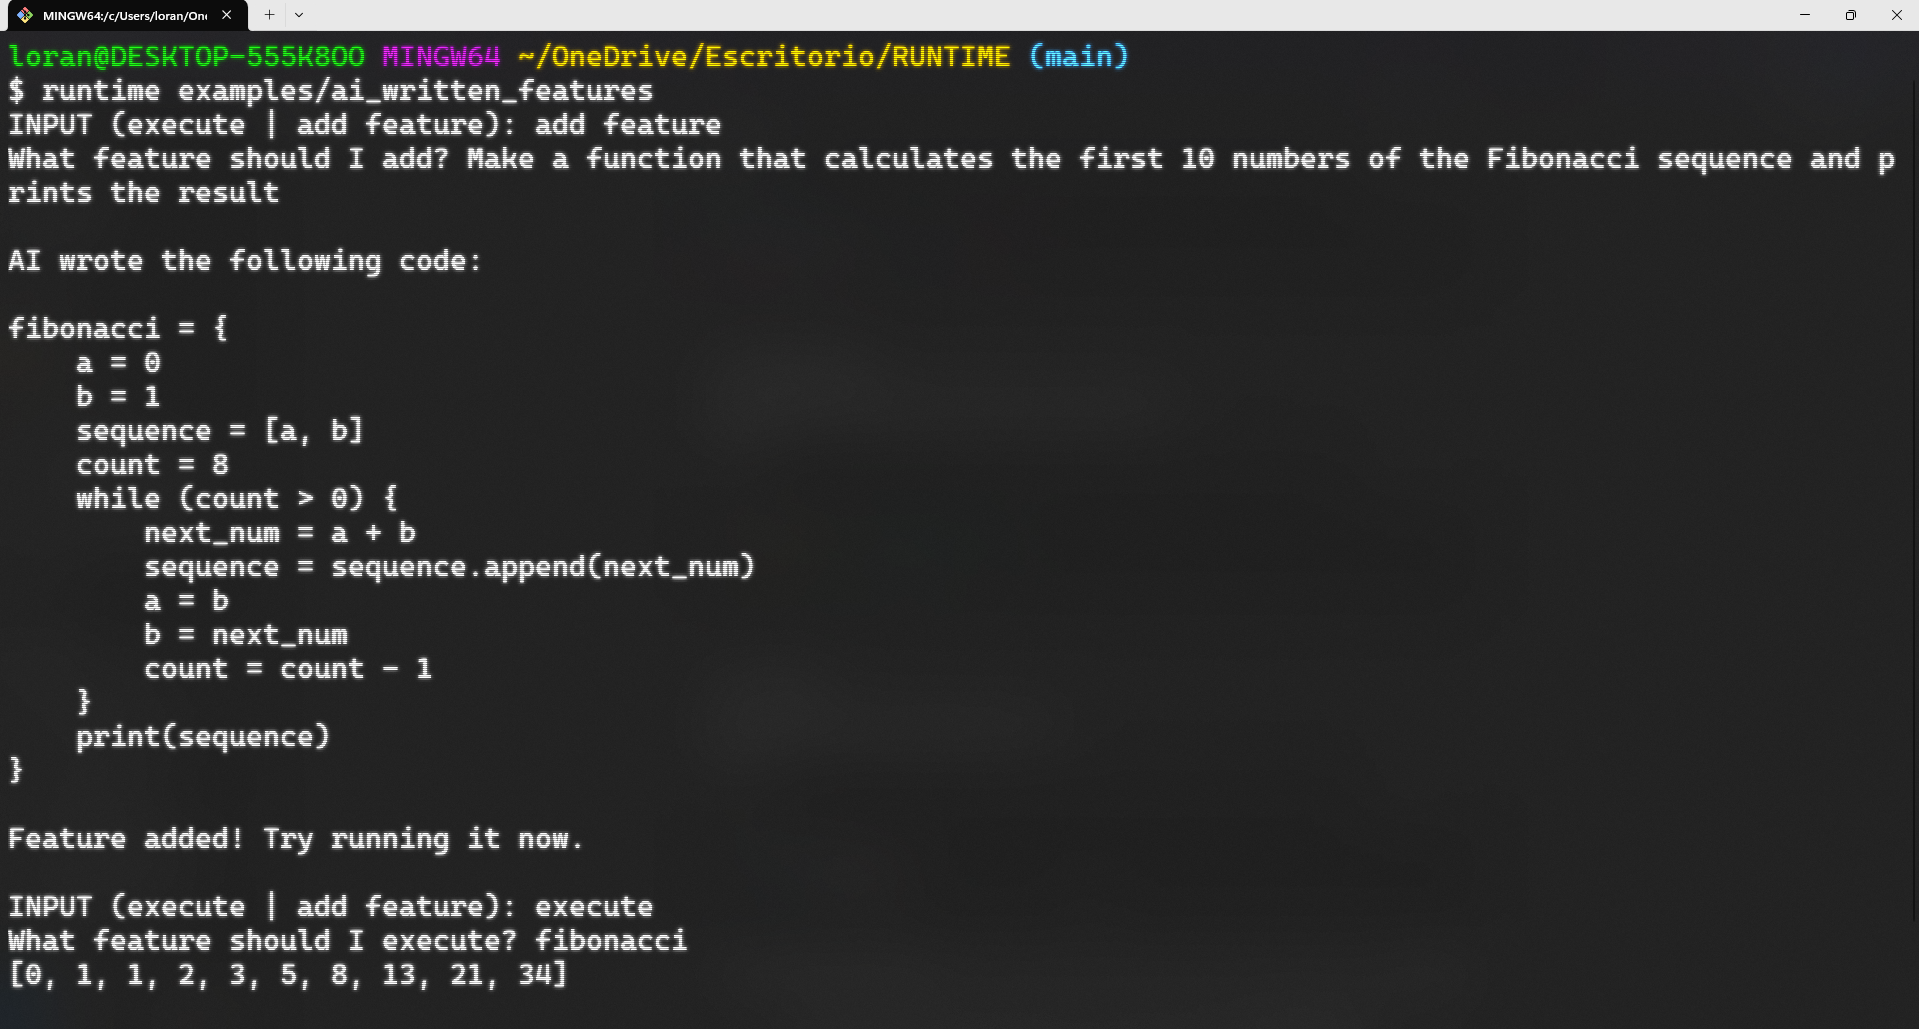 MINGW64:/c/Users/loran/One
loran@DESKTOP-555K8OO MINGW64 ~/OneDrive/Escritorio/RUNTIME (main)
$ runtime examples/ai_written_features
INPUT (execute | add feature): add feature
What feature should I add? Make a function that calculates the first 10 numbers of the Fibonacci sequence and p
rints the result
AI wrote the following code:
fibonacci = {
    a = 0
    b = 1
    sequence = [a, b]
    count = 8
    while (count > 0) {
        next_num = a + b
        sequence = sequence.append(next_num)
        a = b
        b = next_num
        count = count - 1
    }
    print(sequence)
}
Feature added! Try running it now.
INPUT (execute | add feature): execute
What feature should I execute? fibonacci
[0, 1, 1, 2, 3, 5, 8, 13, 21, 34]